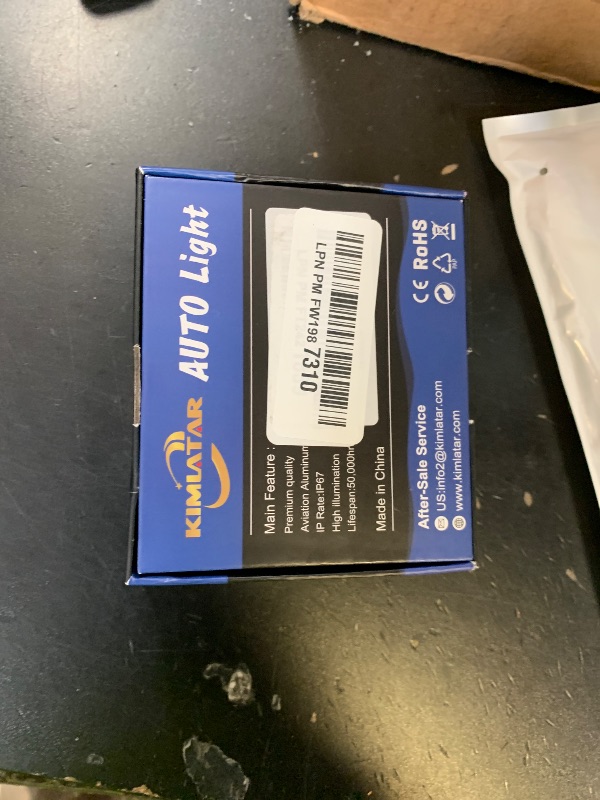 KIMLATAR AUTO Light
Main Feature :
Premium quality
Aviation Aluminum
IP Rate:IP67
High illumination
Lifespan:50,000hr
Made in China
LPN PM FW198 7310
After-Sale Service
US:info2@kimlatar.com
www.kimlatar.com
CE RoHS